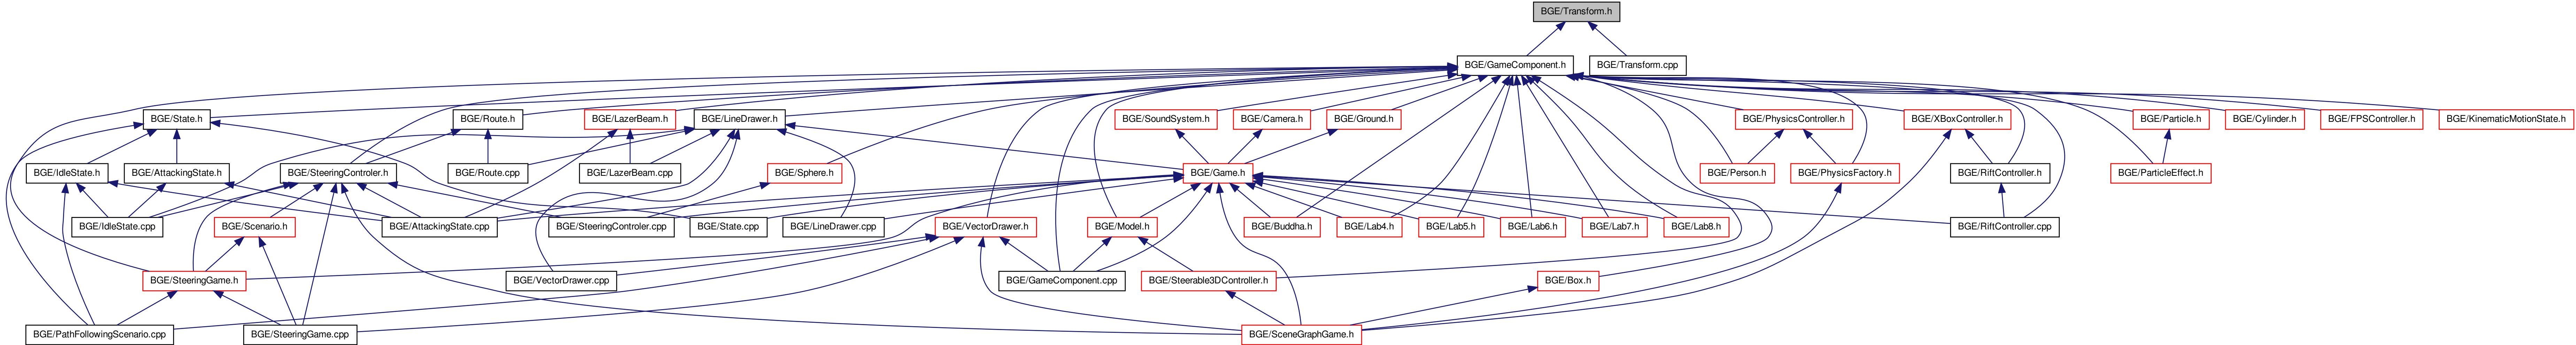 BGE/Transform.h
BGE/GameComponent.h
BGE/Transform.cpp
BGE/State.h
BGE/Route.h
BGE/LazerBeam.h
BGE/LineDrawer.h
BGE/SoundSystem.h
BGE/Camera.h
BGE/Ground.h
BGE/PhysicsController.h
BGE/XBoxController.h
BGE/Particle.h
BGE/Cylinder.h
BGE/FPSController.h
BGE/KinematicMotionState.h
BGE/IdleState.h
BGE/AttackingState.h
BGE/SteeringControler.h
BGE/Route.cpp
BGE/LazerBeam.cpp
BGE/Sphere.h
BGE/Game.h
BGE/Person.h
BGE/PhysicsFactory.h
BGE/RiftController.h
BGE/ParticleEffect.h
BGE/IdleState.cpp
BGE/Scenario.h
BGE/AttackingState.cpp
BGE/SteeringControler.cpp
BGE/State.cpp
BGE/LineDrawer.cpp
BGE/VectorDrawer.h
BGE/Model.h
BGE/Buddha.h
BGE/Lab4.h
BGE/Lab5.h
BGE/Lab6.h
BGE/Lab7.h
BGE/Lab8.h
BGE/RiftController.cpp
BGE/SteeringGame.h
BGE/VectorDrawer.cpp
BGE/GameComponent.cpp
BGE/Steerable3DController.h
BGE/Box.h
BGE/PathFollowingScenario.cpp
BGE/SteeringGame.cpp
BGE/SceneGraphGame.h